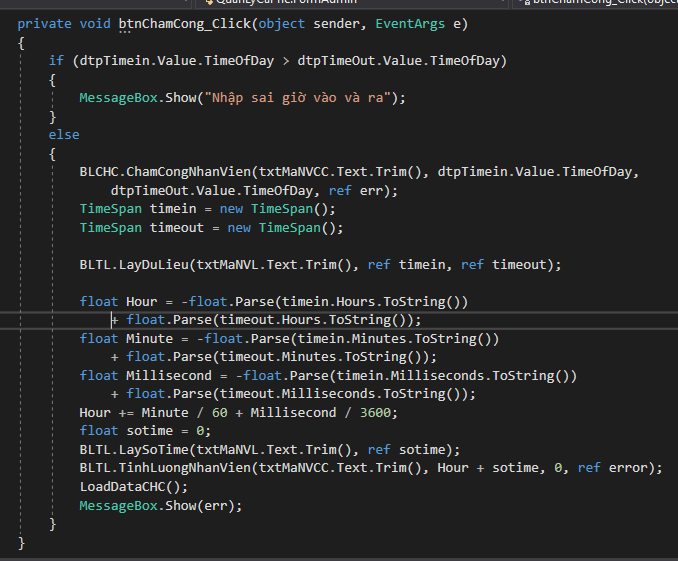 private void btnChamCong_Click(object sender, EventArgs e)
{
if (dtpTimein.Value.TimeOfDay > dtpTimeOut.Value.TimeOfDay)
{
MessageBox.Show("Nhập sai giờ vào và ra");
}
else
{
BLCHC.ChamCongNhanVien(txtMaNVCC.Text.Trim(), dtpTimein.Value.TimeOfDay,
dtpTimeOut.Value.TimeOfDay, ref err);
TimeSpan timein = new TimeSpan();
TimeSpan timeout = new TimeSpan();
BLTL.LayDuLieu(txtMaNVL.Text.Trim(), ref timein, ref timeout);
float Hour = -float.Parse(timein.Hours.ToString())
+ float.Parse(timeout.Hours.ToString());
float Minute = -float.Parse(timein.Minutes.ToString())
+ float.Parse(timeout.Minutes.ToString());
float Millisecond = -float.Parse(timein.Milliseconds.ToString())
+ float.Parse(timeout.Milliseconds.ToString());
Hour += Minute / 60 + Millisecond / 3600;
float sotime = 0;
BLTL.LaySoTime(txtMaNVL.Text.Trim(), ref sotime);
BLTL.TinhLuongNhanVien(txtMaNVCC.Text.Trim(), Hour + sotime, 0, ref error);
LoadDataCHC();
MessageBox.Show(err);
}
}